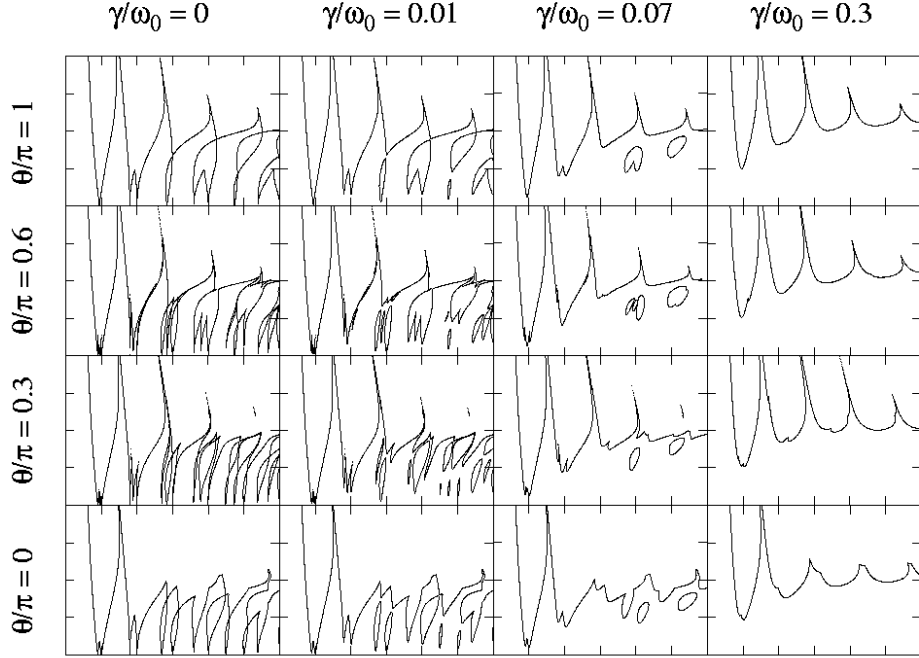 γ/ω₀ = 0 γ/ω₀ = 0.01 γ/ω₀ = 0.07 γ/ω₀ = 0.3
θ/π = 1
θ/π = 0.6
θ/π = 0.3
θ/π = 0